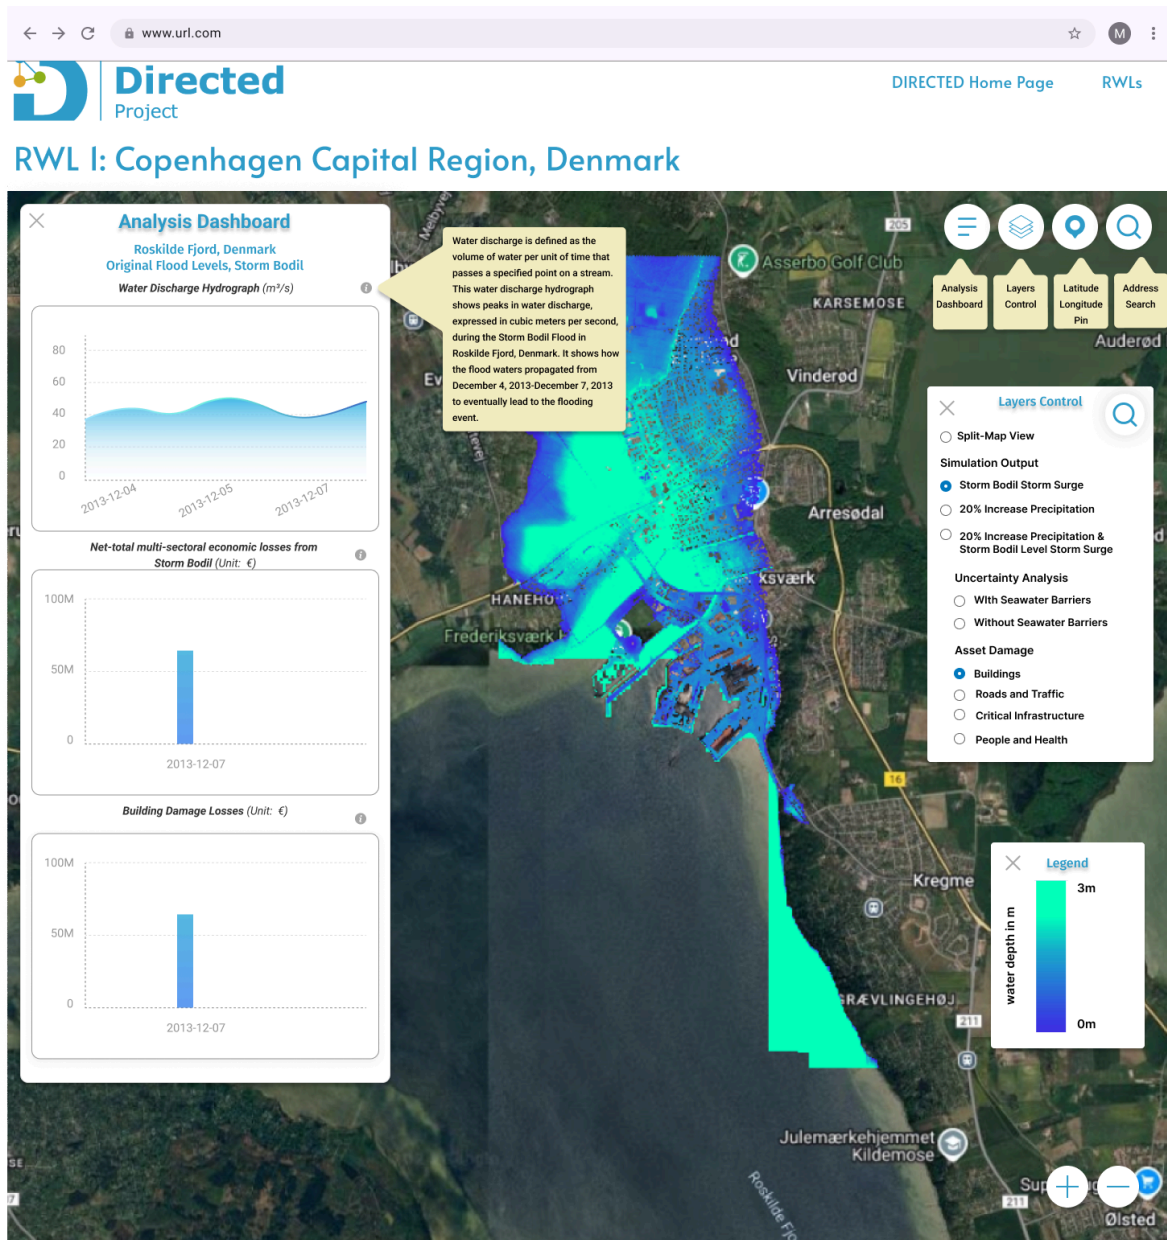 www.url.com
M
Directed
Project
DIRECTED Home Page
RWLs
RWL 1: Copenhagen Capital Region, Denmark
Analysis Dashboard
Roskilde Fjord, Denmark
Original Flood Levels, Storm Bodil
Water Discharge Hydrograph (m³/s)
80
60
40
20
0
2013-12-04
2013-12-05
2013-12-07
Net-total multi-sectoral economic losses from
Storm Bodil (Unit: €)
100M
50M
0
2013-12-07
Building Damage Losses (Unit: €)
100M
50M
0
2013-12-07
Water discharge is defined as the
volume of water per unit of time that
passes a specified point on a stream.
This water discharge hydrograph
shows peaks in water discharge,
expressed in cubic meters per second,
during the Storm Bodil Flood in
Roskilde Fjord, Denmark. It shows how
the flood waters propagated from
December 4, 2013-December 7, 2013
to eventually lead to the flooding
event.
Analysis
Dashboard
Layers
Control
Latitude
Longitude
Pin
Address
Search
Layers Control
Split-Map View
Simulation Output
Storm Bodil Storm Surge
20% Increase Precipitation
20% Increase Precipitation &
Storm Bodil Level Storm Surge
Uncertainty Analysis
WIth Seawater Barriers
Without Seawater Barriers
Asset Damage
Buildings
Roads and Traffic
Critical Infrastructure
People and Health
Legend
3m
water depth in m
0m
205
Asserbo Golf Club
KARSEMOSE
Auderød
Vinderød
Arresødal
ksværk
HANEHO
Frederiksværk
16
Kregme
GRÆVLINGEHØJ
211
Julemærkehjemmet
Kildemose
Roskilde Fjo
211
Sup
Ølsted